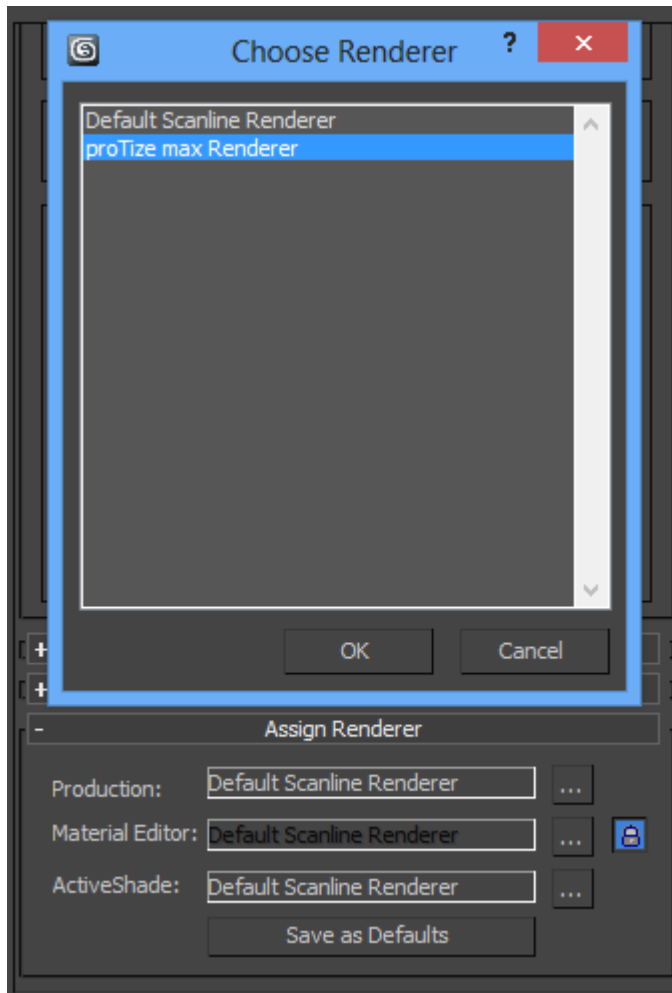 Choose Renderer ? ×
Default Scanline Renderer
proTize max Renderer
OK Cancel
+
+
- Assign Renderer
Production: Default Scanline Renderer ...
Material Editor: Default Scanline Renderer ...
ActiveShade: Default Scanline Renderer ...
Save as Defaults